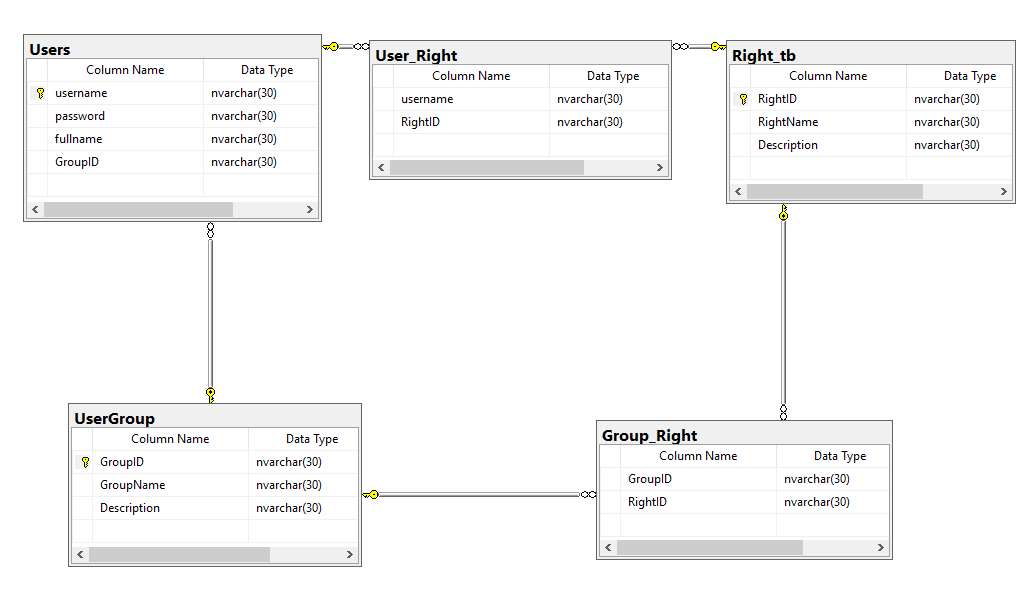 Users
Column Name Data Type
username nvarchar(30)
password nvarchar(30)
fullname nvarchar(30)
GroupID nvarchar(30)
User_Right
Column Name Data Type
username nvarchar(30)
RightID nvarchar(30)
Right_tb
Column Name Data Type
RightID nvarchar(30)
RightName nvarchar(30)
Description nvarchar(30)
UserGroup
Column Name Data Type
GroupID nvarchar(30)
GroupName nvarchar(30)
Description nvarchar(30)
Group_Right
Column Name Data Type
GroupID nvarchar(30)
RightID nvarchar(30)